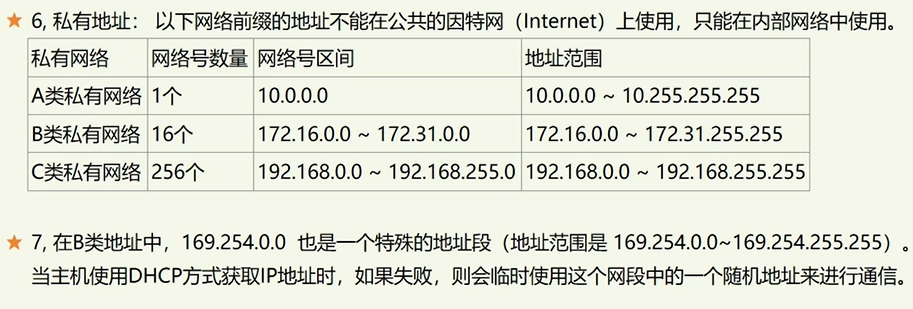 ★ 6, 私有地址： 以下网络前缀的地址不能在公共的因特网（Internet）上使用，只能在内部网络中使用。
私有网络 网络号数量 网络号区间 地址范围
A类私有网络 1个 10.0.0.0 10.0.0.0 ~ 10.255.255.255
B类私有网络 16个 172.16.0.0 ~ 172.31.0.0 172.16.0.0 ~ 172.31.255.255
C类私有网络 256个 192.168.0.0 ~ 192.168.255.0 192.168.0.0 ~ 192.168.255.255
★ 7, 在B类地址中，169.254.0.0 也是一个特殊的地址段（地址范围是 169.254.0.0~169.254.255.255）。
当主机使用DHCP方式获取IP地址时，如果失败，则会临时使用这个网段中的一个随机地址来进行通信。